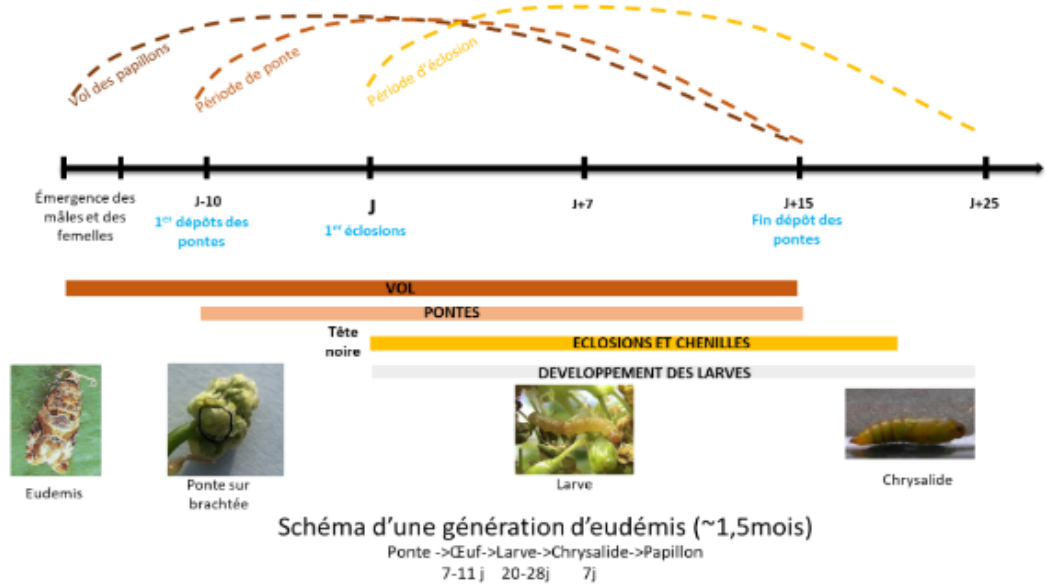 Vol des papillons
Période de ponte
Période d'éclosion
Émergence des
mâles et des
femelles
J-10
1er dépôts des
pontes
J
1er éclosions
J+7
J+15
Fin dépôt des
pontes
J+25
VOL
PONTES
Tête
noire
ECLOSIONS ET CHENILLES
DEVELOPPEMENT DES LARVES
Eudemis
Ponte sur
brachtée
Larve
Chrysalide
Schéma d'une génération d'eudémis (~1,5mois)
Ponte ->Œuf->Larve->Chrysalide->Papillon
7-11 j 20-28j 7j